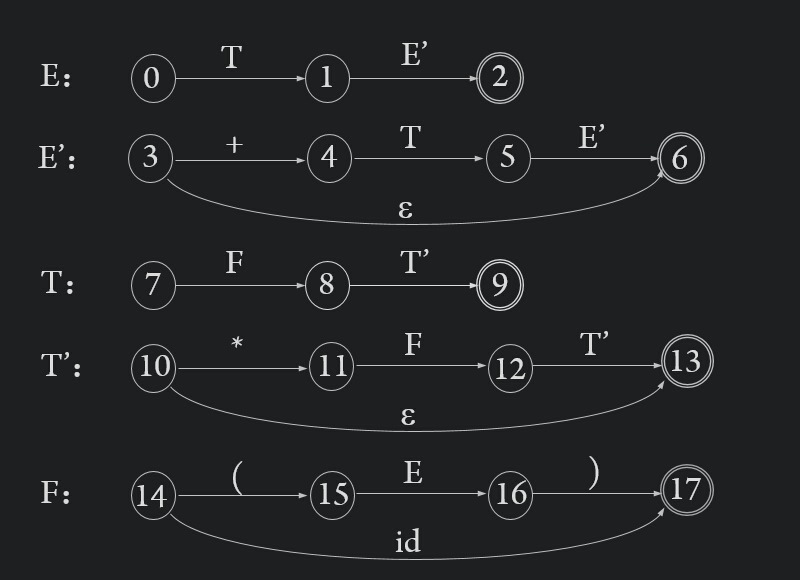 E： 0 T 1 E’ 2
E’： 3 + 4 T 5 E’ 6
ε
T： 7 F 8 T’ 9
T’： 10 * 11 F 12 T’ 13
ε
F： 14 ( 15 E 16 ) 17
id